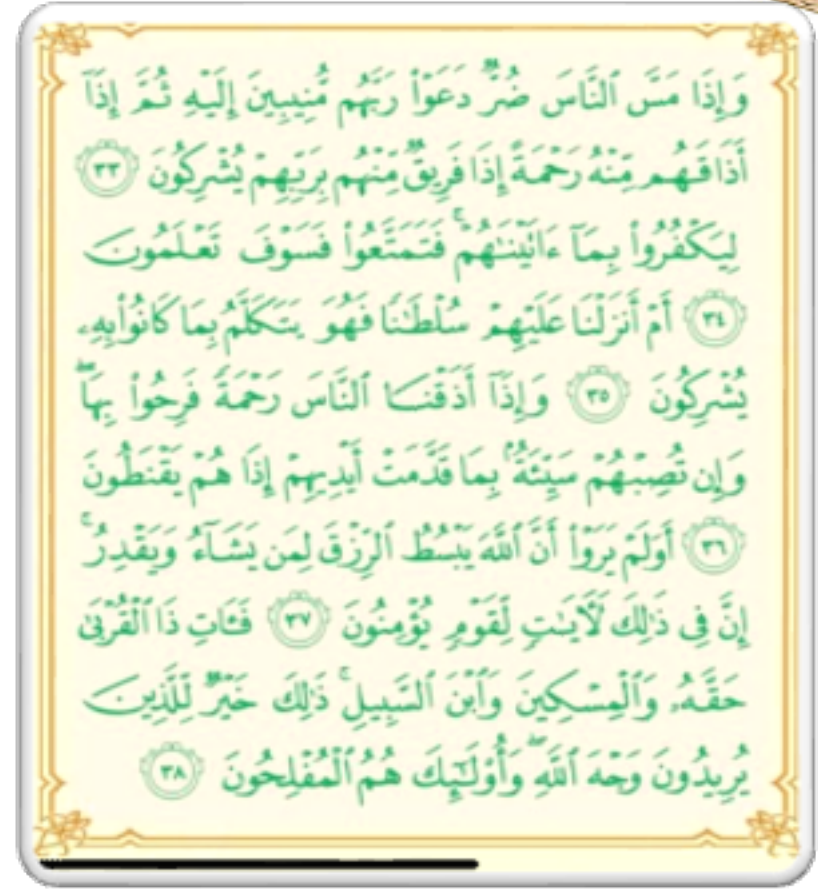 وَإِذَا مَسَّ ٱلنَّاسَ ضُرٌّ دَعَوْا۟ رَبَّهُم مُّنِيبِينَ إِلَيْهِ ثُمَّ إِذَآ
أَذَاقَهُم مِّنْهُ رَحْمَةً إِذَا فَرِيقٌ مِّنْهُم بِرَبِّهِمْ يُشْرِكُونَ ٣٣
لِيَكْفُرُوا۟ بِمَآ ءَاتَيْنَـٰهُمْ ۚ فَتَمَتَّعُوا۟ فَسَوْفَ تَعْلَمُونَ
٣٤ أَمْ أَنزَلْنَا عَلَيْهِمْ سُلْطَـٰنًا فَهُوَ يَتَكَلَّمُ بِمَا كَانُوا۟ بِهِۦ
يُشْرِكُونَ ٣٥ وَإِذَآ أَذَقْنَا ٱلنَّاسَ رَحْمَةً فَرِحُوا۟ بِهَا ۖ
وَإِن تُصِبْهُمْ سَيِّئَةٌۢ بِمَا قَدَّمَتْ أَيْدِيهِمْ إِذَا هُمْ يَقْنَطُونَ
٣٦ أَوَلَمْ يَرَوْا۟ أَنَّ ٱللَّهَ يَبْسُطُ ٱلرِّزْقَ لِمَن يَشَآءُ وَيَقْدِرُ ۚ
إِنَّ فِى ذَٰلِكَ لَـَٔايَـٰتٍ لِّقَوْمٍ يُؤْمِنُونَ ٣٧ فَـَٔاتِ ذَا ٱلْقُرْبَىٰ
حَقَّهُۥ وَٱلْمِسْكِينَ وَٱبْنَ ٱلسَّبِيلِ ۚ ذَٰلِكَ خَيْرٌ لِّلَّذِينَ
يُرِيدُونَ وَجْهَ ٱللَّهِ ۖ وَأُو۟لَـٰٓئِكَ هُمُ ٱلْمُفْلِحُونَ ٣٨